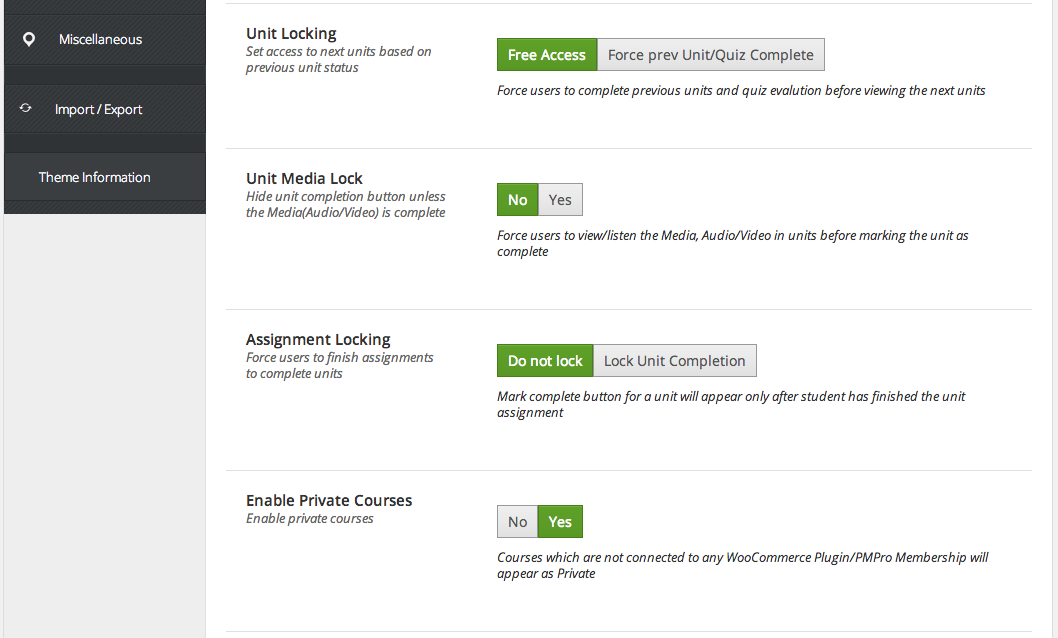 Miscellaneous
Import / Export
Theme Information
Unit Locking
Set access to next units based on
previous unit status
Free Access
Force prev Unit/Quiz Complete
Force users to complete previous units and quiz evalution before viewing the next units
Unit Media Lock
Hide unit completion button unless
the Media(Audio/Video) is complete
No
Yes
Force users to view/listen the Media, Audio/Video in units before marking the unit as
complete
Assignment Locking
Force users to finish assignments
to complete units
Do not lock
Lock Unit Completion
Mark complete button for a unit will appear only after student has finished the unit
assignment
Enable Private Courses
Enable private courses
No
Yes
Courses which are not connected to any WooCommerce Plugin/PMPro Membership will
appear as Private